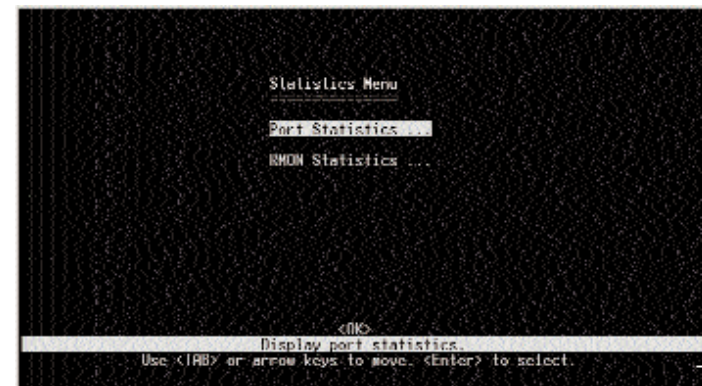 Statistics Menu
===============
Port Statistics ...
RMON Statistics ...
<OK>
Display port statistics.
Use <TAB> or arrow keys to move. <Enter> to select.